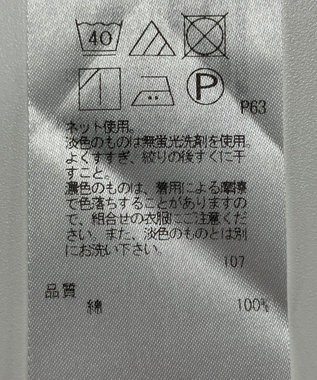 40
P
P63
ネット使用。
淡色のものは無蛍光洗剤を使用。
よくすすぎ、絞りの後すぐに干
すこと。
濃色のものは、着用による摩擦
で色落ちすることがありますの
で、組合せの衣服にご注意くだ
さい。また、淡色のものとは別
にお洗い下さい。
107
品質
綿 100%